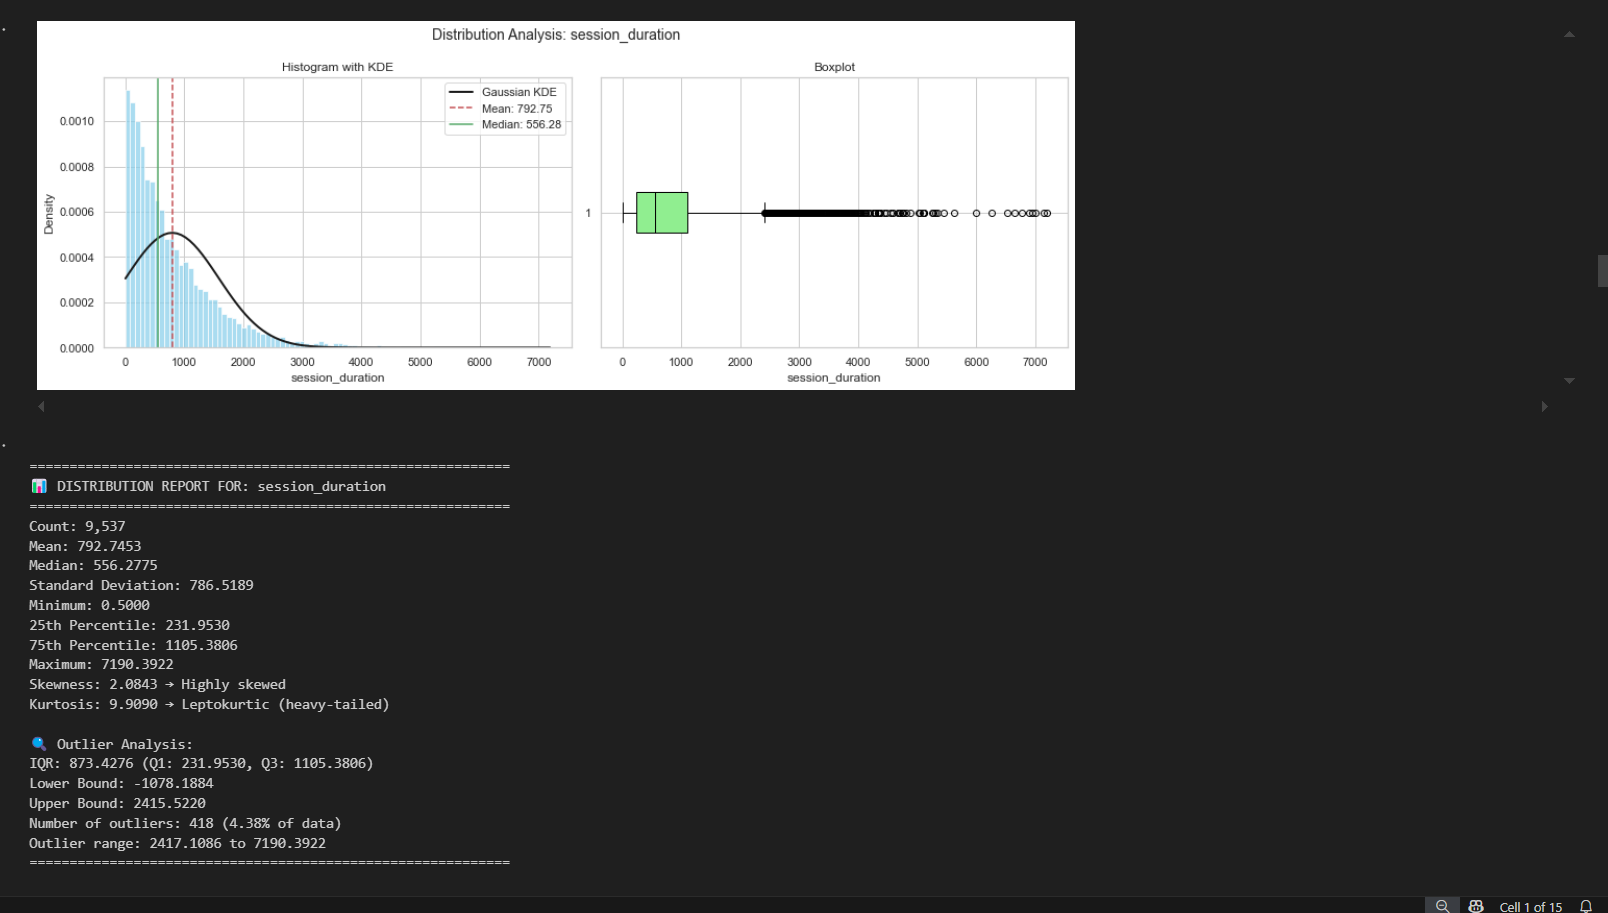 Distribution Analysis: session_duration
Histogram with KDE
Gaussian KDE
Mean: 792.75
Median: 556.28
Density
0.0010
0.0008
0.0006
0.0004
0.0002
0.0000
0 1000 2000 3000 4000 5000 6000 7000
session_duration
Boxplot
1
0 1000 2000 3000 4000 5000 6000 7000
session_duration
============================================================
📊 DISTRIBUTION REPORT FOR: session_duration
============================================================
Count: 9,537
Mean: 792.7453
Median: 556.2775
Standard Deviation: 786.5189
Minimum: 0.5000
25th Percentile: 231.9530
75th Percentile: 1105.3806
Maximum: 7190.3922
Skewness: 2.0843 → Highly skewed
Kurtosis: 9.9090 → Leptokurtic (heavy-tailed)
🔍 Outlier Analysis:
IQR: 873.4276 (Q1: 231.9530, Q3: 1105.3806)
Lower Bound: -1078.1884
Upper Bound: 2415.5220
Number of outliers: 418 (4.38% of data)
Outlier range: 2417.1086 to 7190.3922
============================================================
Cell 1 of 15